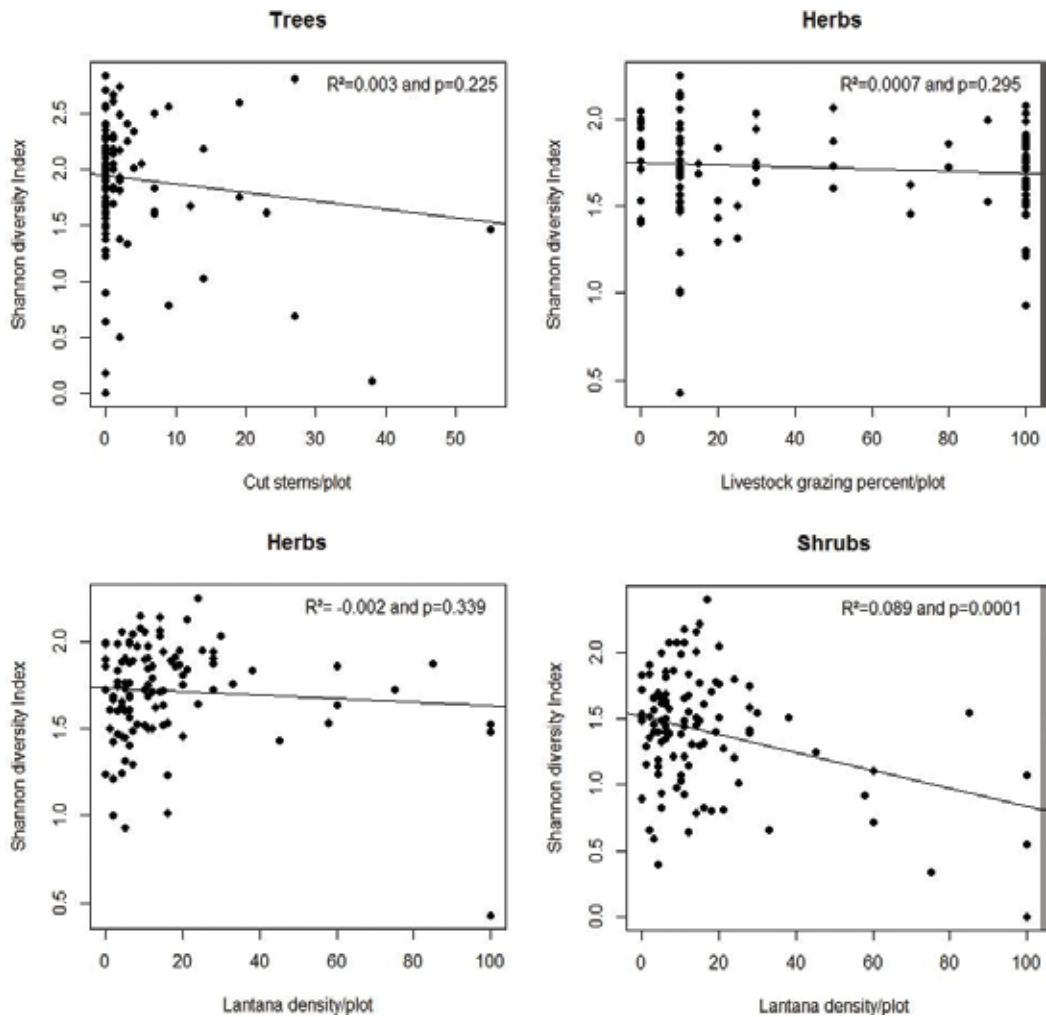 Trees
R²=0.003 and p=0.225
Shannon diversity Index
0.0 0.5 1.0 1.5 2.0 2.5
0 10 20 30 40 50
Cut stems/plot
Herbs
R²=0.0007 and p=0.295
Shannon diversity Index
0.5 1.0 1.5 2.0
0 20 40 60 80 100
Livestock grazing percent/plot
Herbs
R²= -0.002 and p=0.339
Shannon diversity Index
0.5 1.0 1.5 2.0
0 20 40 60 80 100
Lantana density/plot
Shrubs
R²=0.089 and p=0.0001
Shannon diversity Index
0.0 0.5 1.0 1.5 2.0
0 20 40 60 80 100
Lantana density/plot